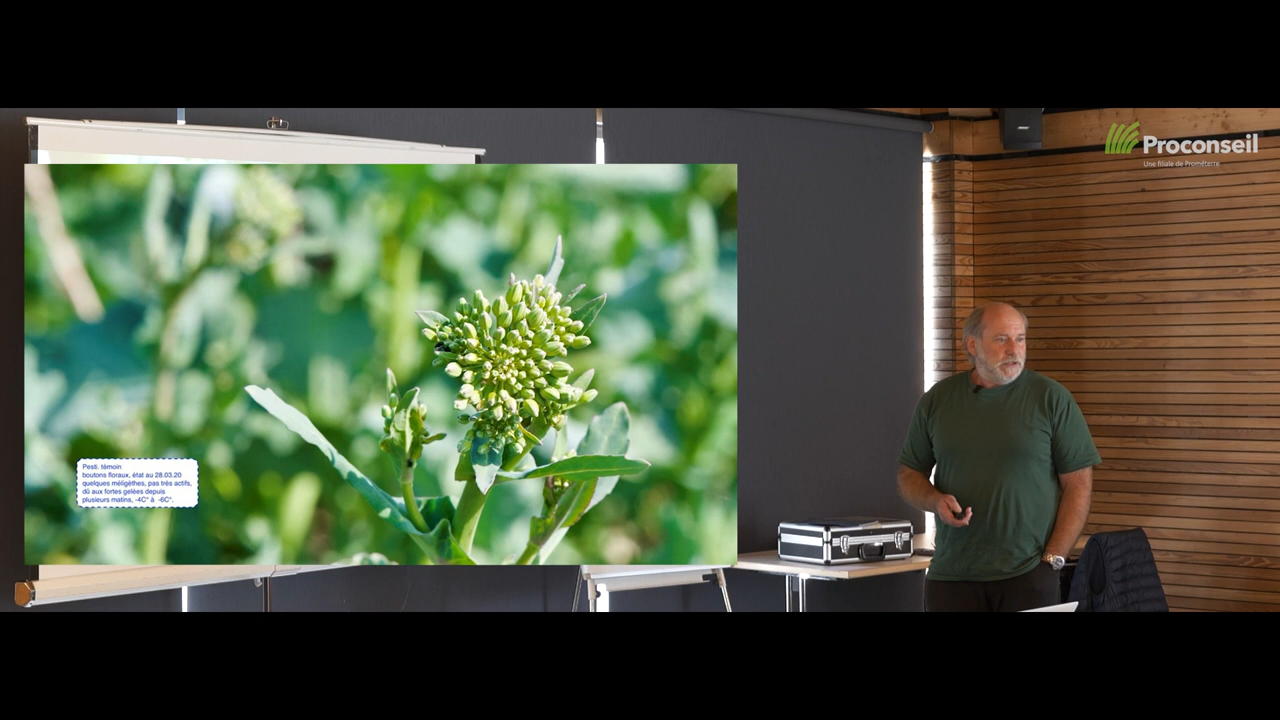 Proconseil
Une filiale de Prométerre
Pesti. témoin
boutons floraux, état au 28.03.20
quelques méligèthes, pas très actifs,
dû aux fortes gelées depuis
plusieurs matins, -4C° à -6C°.